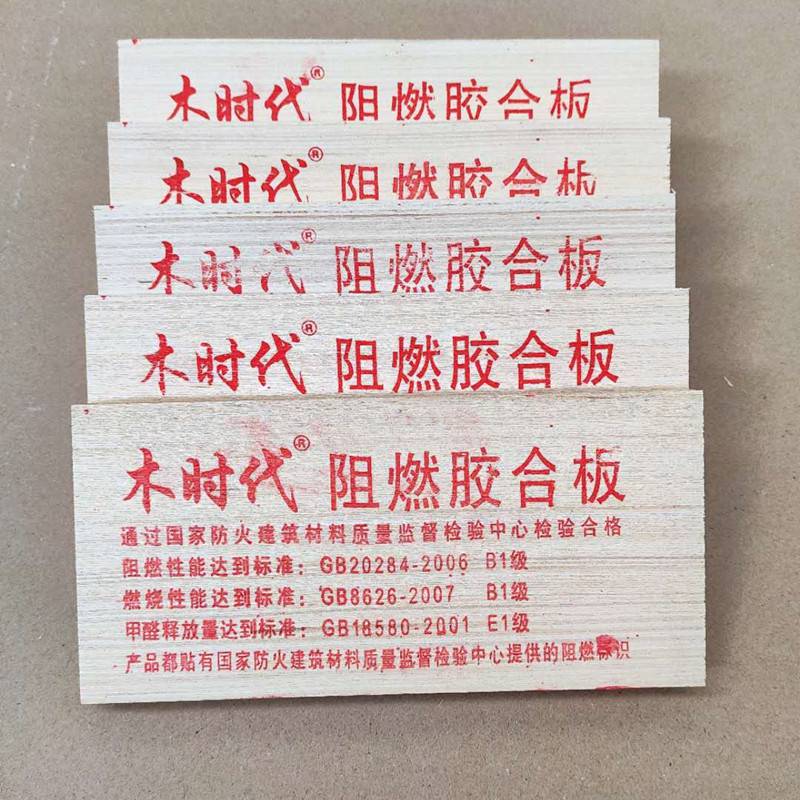 木时代® 阻燃胶合板
木时代® 阻燃胶合板
木时代® 阻燃胶合板
木时代® 阻燃胶合板
木时代® 阻燃胶合板
通过国家防火建筑材料质量监督检验中心检验合格
阻燃性能达到标准：GB20284-2006 B1级
燃烧性能达到标准：GB8626-2007 B1级
甲醛释放量达到标准：GB18580-2001 E1级
产品都贴有国家防火建筑材料质量监督检验中心提供的阻燃标识